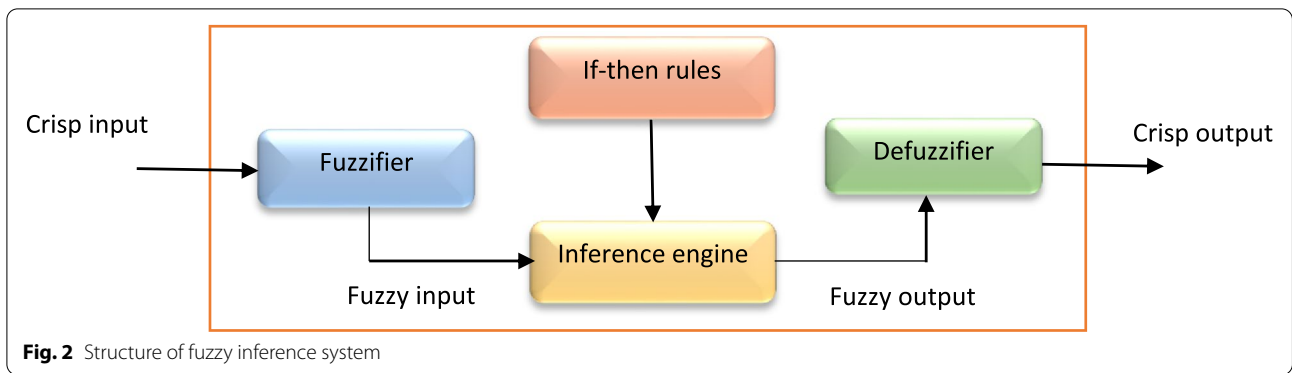 If-then rules
Crisp input
Fuzzifier
Defuzzifier
Crisp output
Inference engine
Fuzzy input
Fuzzy output
Fig. 2 Structure of fuzzy inference system